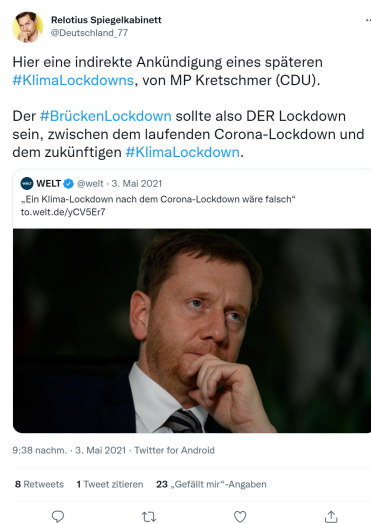 Relotius Spiegelkabinett
@Deutschland_77
Hier eine indirekte Ankündigung eines späteren
#KlimaLockdowns, von MP Kretschmer (CDU).
Der #BrückenLockdown sollte also DER Lockdown
sein, zwischen dem laufenden Corona-Lockdown und
dem zukünftigen #KlimaLockdown.
WELT @welt · 3. Mai 2021
„Ein Klima-Lockdown nach dem Corona-Lockdown wäre falsch“
to.welt.de/yCV5Er7
9:38 nachm. · 3. Mai 2021 · Twitter for Android
8 Retweets 1 Tweet zitieren 23 „Gefällt mir“-Angaben